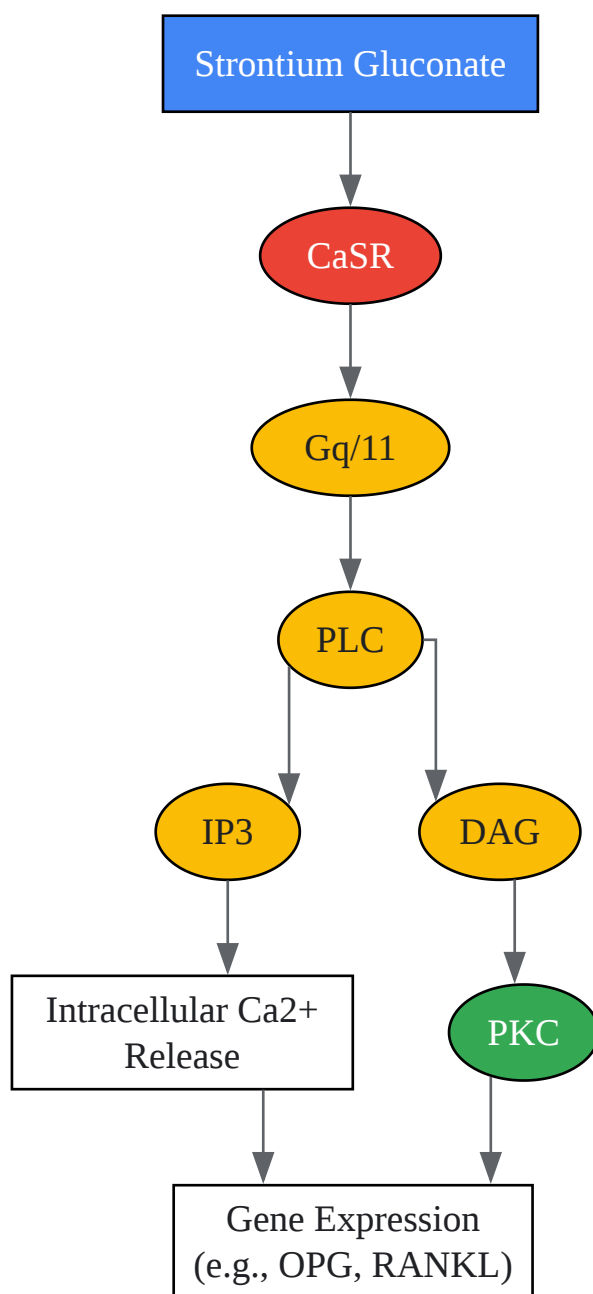 Strontium Gluconate
CaSR
Gq/11
PLC
IP3
DAG
Intracellular Ca2+
Release
PKC
Gene Expression
(e.g., OPG, RANKL)